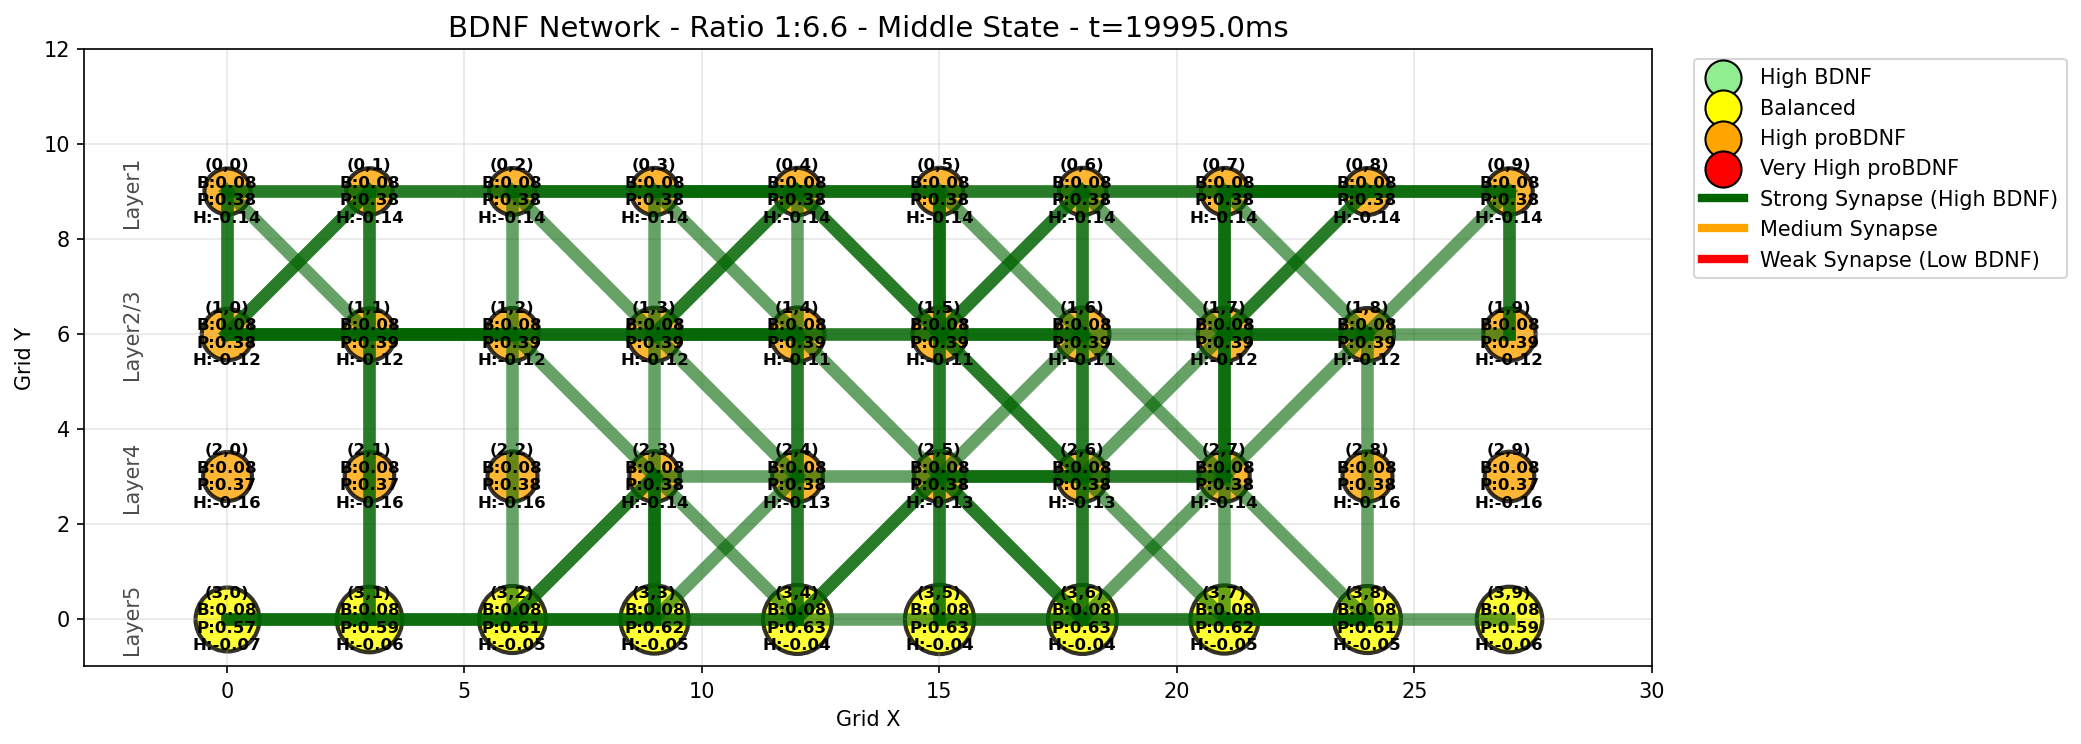 BDNF Network - Ratio 1:6.6 - Middle State - t=19995.0ms
12
10
8
6
4
2
0
Grid Y
Layer1
Layer2/3
Layer4
Layer5
(0,0) (0,1) (0,2) (0,3) (0,4) (0,5) (0,6) (0,7) (0,8) (0,9)
B:0.08 B:0.08 B:0.08 B:0.08 B:0.08 B:0.08 B:0.08 B:0.08 B:0.08 B:0.08
P:0.38 P:0.38 P:0.38 P:0.38 P:0.38 P:0.38 P:0.38 P:0.38 P:0.38 P:0.38
H:-0.14 H:-0.14 H:-0.14 H:-0.14 H:-0.14 H:-0.14 H:-0.14 H:-0.14 H:-0.14 H:-0.14
(1,0) (1,1) (1,2) (1,3) (1,4) (1,5) (1,6) (1,7) (1,8) (1,9)
B:0.08 B:0.08 B:0.08 B:0.08 B:0.08 B:0.08 B:0.08 B:0.08 B:0.08 B:0.08
P:0.38 P:0.39 P:0.39 P:0.39 P:0.39 P:0.39 P:0.39 P:0.39 P:0.39 P:0.39
H:-0.12 H:-0.12 H:-0.12 H:-0.12 H:-0.11 H:-0.11 H:-0.11 H:-0.12 H:-0.12 H:-0.12
(2,0) (2,1) (2,2) (2,3) (2,4) (2,5) (2,6) (2,7) (2,8) (2,9)
B:0.08 B:0.08 B:0.08 B:0.08 B:0.08 B:0.08 B:0.08 B:0.08 B:0.08 B:0.08
P:0.37 P:0.37 P:0.38 P:0.38 P:0.38 P:0.38 P:0.38 P:0.38 P:0.38 P:0.37
H:-0.16 H:-0.16 H:-0.16 H:-0.14 H:-0.13 H:-0.13 H:-0.13 H:-0.14 H:-0.16 H:-0.16
(3,0) (3,1) (3,2) (3,3) (3,4) (3,5) (3,6) (3,7) (3,8) (3,9)
B:0.08 B:0.08 B:0.08 B:0.08 B:0.08 B:0.08 B:0.08 B:0.08 B:0.08 B:0.08
P:0.57 P:0.59 P:0.61 P:0.62 P:0.63 P:0.63 P:0.63 P:0.62 P:0.61 P:0.59
H:-0.07 H:-0.06 H:-0.05 H:-0.05 H:-0.04 H:-0.04 H:-0.04 H:-0.05 H:-0.05 H:-0.06
0 5 10 15 20 25 30
Grid X
High BDNF
Balanced
High proBDNF
Very High proBDNF
Strong Synapse (High BDNF)
Medium Synapse
Weak Synapse (Low BDNF)